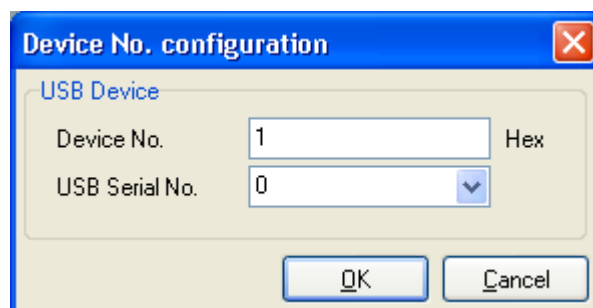 Device No. configuration
USB Device
Device No. 1 Hex
USB Serial No. 0
OK Cancel